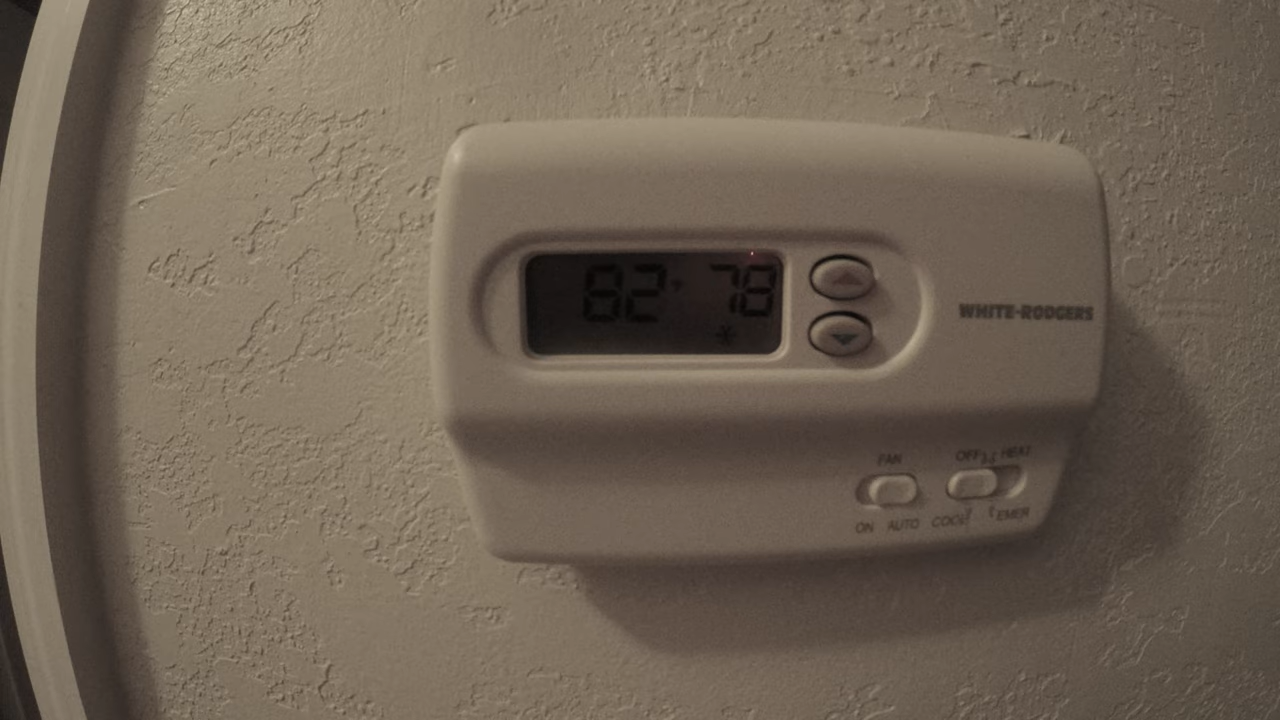 82° 78
WHITE-RODGERS
FAN
OFF HEAT
ON AUTO COOL EMER